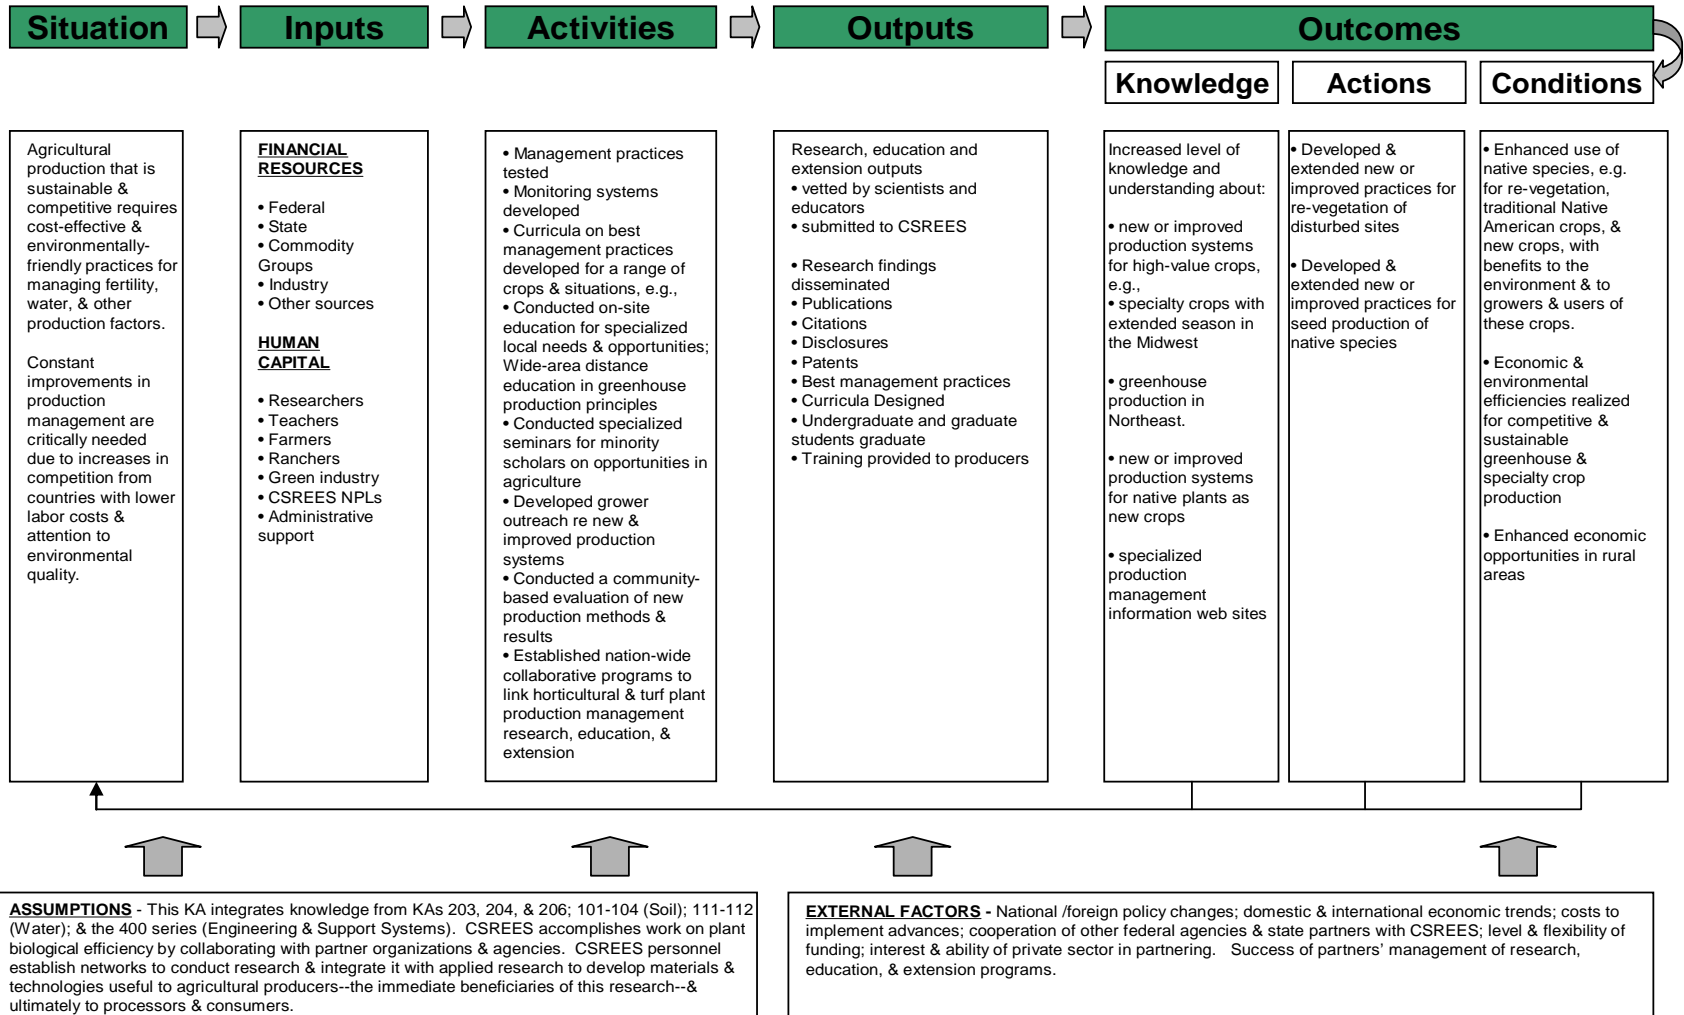 Situation
Inputs
Activities
Outputs
Outcomes
Knowledge
Actions
Conditions
Agricultural
production that is
sustainable &
competitive requires
cost-effective &
environmentally-
friendly practices for
managing fertility,
water, & other
production factors.
Constant
improvements in
production
management are
critically needed
due to increases in
competition from
countries with lower
labor costs &
attention to
environmental
quality.
FINANCIAL
RESOURCES
• Federal
• State
• Commodity
Groups
• Industry
• Other sources
HUMAN
CAPITAL
• Researchers
• Teachers
• Farmers
• Ranchers
• Green industry
• CSREES NPLs
• Administrative
support
• Management practices
tested
• Monitoring systems
developed
• Curricula on best
management practices
developed for a range of
crops & situations, e.g.,
• Conducted on-site
education for specialized
local needs & opportunities;
Wide-area distance
education in greenhouse
production principles
• Conducted specialized
seminars for minority
scholars on opportunities in
agriculture
• Developed grower
outreach re new &
improved production
systems
• Conducted a community-
based evaluation of new
production methods &
results
• Established nation-wide
collaborative programs to
link horticultural & turf plant
production management
research, education, &
extension
Research, education and
extension outputs
• vetted by scientists and
educators
• submitted to CSREES
• Research findings
disseminated
• Publications
• Citations
• Disclosures
• Patents
• Best management practices
• Curricula Designed
• Undergraduate and graduate
students graduate
• Training provided to producers
Increased level of
knowledge and
understanding about:
• new or improved
production systems
for high-value crops,
e.g.,
• specialty crops with
extended season in
the Midwest
• greenhouse
production in
Northeast.
• new or improved
production systems
for native plants as
new crops
• specialized
production
management
information web sites
• Developed &
extended new or
improved practices for
re-vegetation of
disturbed sites
• Developed &
extended new or
improved practices for
seed production of
native species
• Enhanced use of
native species, e.g.
for re-vegetation,
traditional Native
American crops, &
new crops, with
benefits to the
environment & to
growers & users of
these crops.
• Economic &
environmental
efficiencies realized
for competitive &
sustainable
greenhouse &
specialty crop
production
• Enhanced economic
opportunities in rural
areas
ASSUMPTIONS - This KA integrates knowledge from KAs 203, 204, & 206; 101-104 (Soil); 111-112
(Water); & the 400 series (Engineering & Support Systems). CSREES accomplishes work on plant
biological efficiency by collaborating with partner organizations & agencies. CSREES personnel
establish networks to conduct research & integrate it with applied research to develop materials &
technologies useful to agricultural producers--the immediate beneficiaries of this research--&
ultimately to processors & consumers.
EXTERNAL FACTORS - National /foreign policy changes; domestic & international economic trends; costs to
implement advances; cooperation of other federal agencies & state partners with CSREES; level & flexibility of
funding; interest & ability of private sector in partnering. Success of partners' management of research,
education, & extension programs.